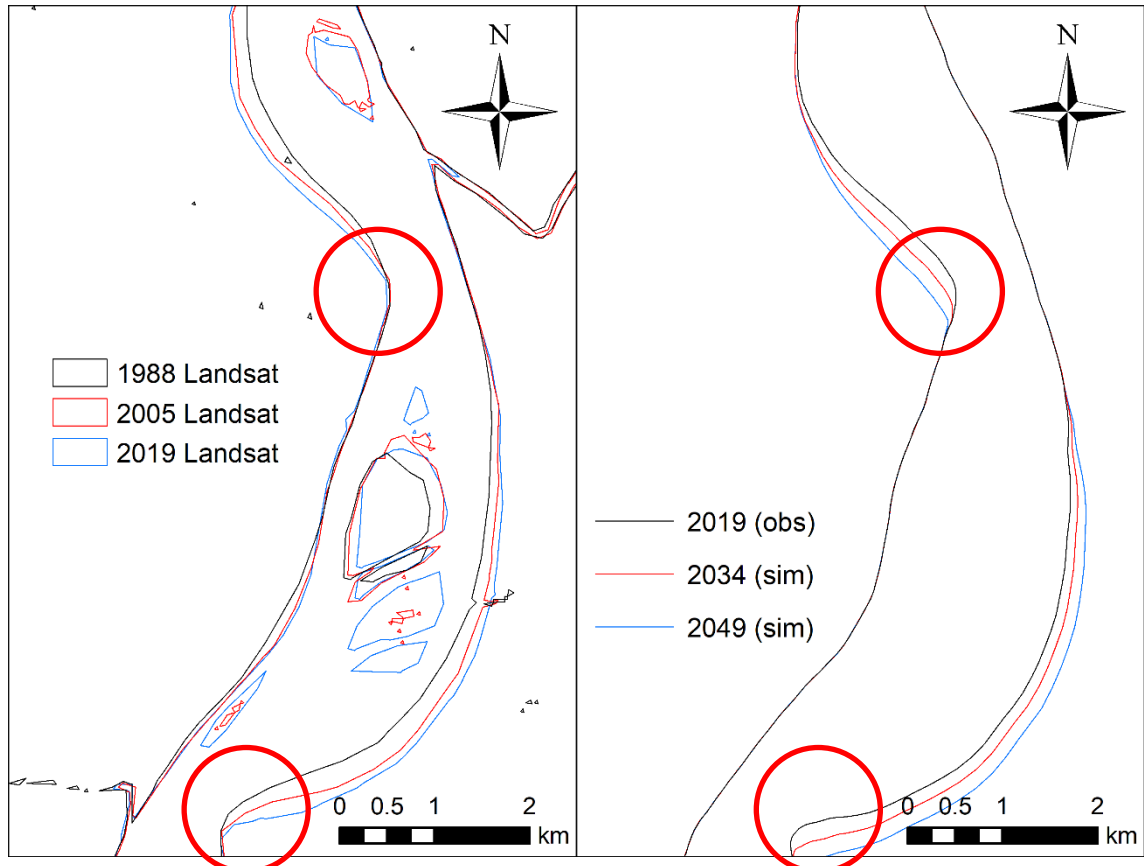 N
1988 Landsat
2005 Landsat
2019 Landsat
0 0.5 1 2
km
N
2019 (obs)
2034 (sim)
2049 (sim)
0 0.5 1 2
km